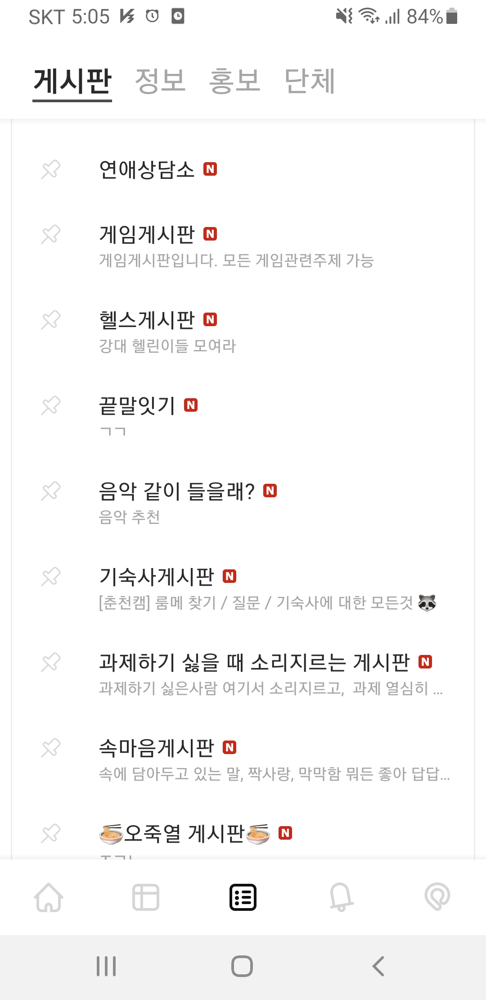 SKT 5:05 84%
게시판 정보 홍보 단체
연애상담소 N
게임게시판 N
게임게시판입니다. 모든 게임관련주제 가능
헬스게시판 N
강대 헬린이들 모여라
끝말잇기 N
ㄱㄱ
음악 같이 들을래? N
음악 추천
기숙사게시판 N
[춘천캠] 룸메 찾기 / 질문 / 기숙사에 대한 모든것 🦝
과제하기 싫을 때 소리지르는 게시판 N
과제하기 싫은사람 여기서 소리지르고,  과제 열심히 ...
속마음게시판 N
속에 담아두고 있는 말, 짝사랑, 막막함 뭐든 좋아 답답...
🍜오죽열 게시판🍜 N